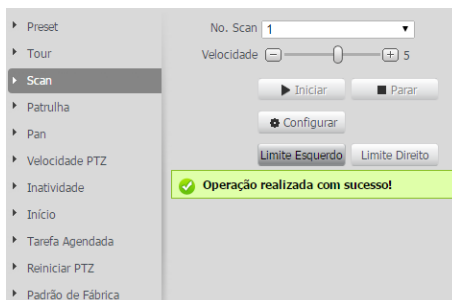 Preset
Tour
Scan
Patrulha
Pan
Velocidade PTZ
Inatividade
Início
Tarefa Agendada
Reiniciar PTZ
Padrão de Fábrica
No. Scan 1
Velocidade 5
Iniciar Parar
Configurar
Limite Esquerdo Limite Direito
Operação realizada com sucesso!